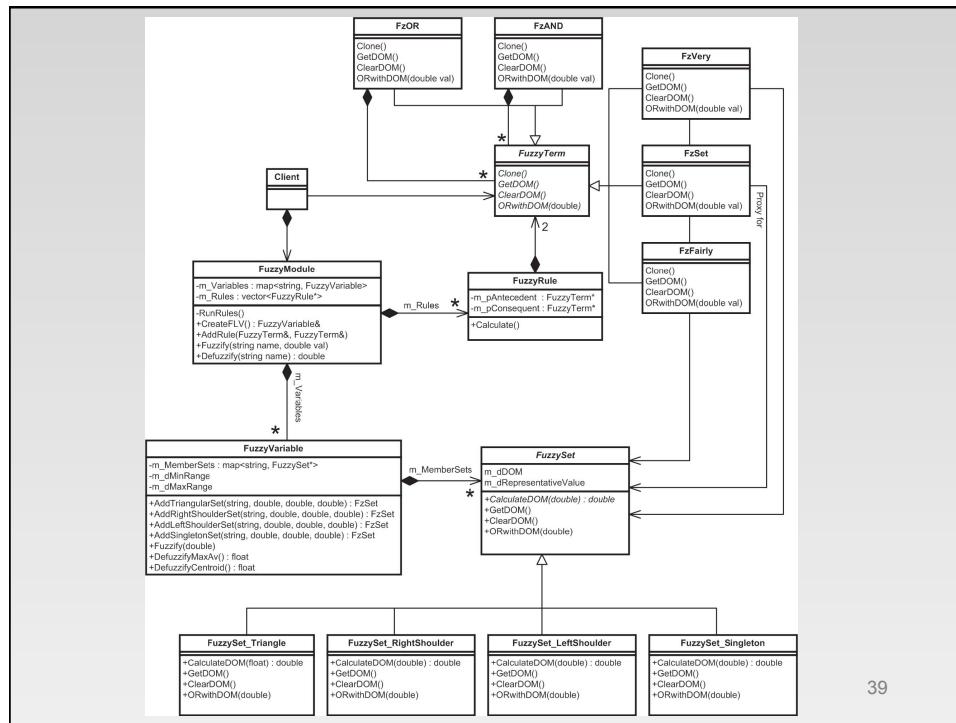 FzOR
Clone()
GetDOM()
ClearDOM()
ORwithDOM(double val)
FzAND
Clone()
GetDOM()
ClearDOM()
ORwithDOM(double val)
FzVery
Clone()
GetDOM()
ClearDOM()
ORwithDOM(double val)
*
*
FuzzyTerm
Clone()
GetDOM()
ClearDOM()
ORwithDOM(double)
FzSet
Clone()
GetDOM()
ClearDOM()
ORwithDOM(double val)
Proxy for
Client
2
FzFairly
Clone()
GetDOM()
ClearDOM()
ORwithDOM(double val)
FuzzyModule
-m_Variables : map<string, FuzzyVariable>
-m_Rules : vector<FuzzyRule*>
-RunRules()
+CreateFLV() : FuzzyVariable&
+AddRule(FuzzyTerm&, FuzzyTerm&)
+Fuzzify(string name, double val)
+Defuzzify(string name) : double
m_Rules
*
FuzzyRule
-m_pAntecedent : FuzzyTerm*
-m_pConsequent : FuzzyTerm*
+Calculate()
m_Varables
*
FuzzyVariable
-m_MemberSets : map<string, FuzzySet*>
-m_dMinRange
-m_dMaxRange
+AddTriangularSet(string, double, double, double) : FzSet
+AddRightShoulderSet(string, double, double, double) : FzSet
+AddLeftShoulderSet(string, double, double, double) : FzSet
+AddSingletonSet(string, double, double, double) : FzSet
+Fuzzify(double)
+DefuzzifyMaxAv() : float
+DefuzzifyCentroid() : float
m_MemberSets
*
FuzzySet
m_dDOM
m_dRepresentativeValue
+CalculateDOM(double) : double
+GetDOM()
+ClearDOM()
+ORwithDOM(double)
FuzzySet_Triangle
+CalculateDOM(float) : double
+GetDOM()
+ClearDOM()
+ORwithDOM(double)
FuzzySet_RightShoulder
+CalculateDOM(double) : double
+GetDOM()
+ClearDOM()
+ORwithDOM(double)
FuzzySet_LeftShoulder
+CalculateDOM(double) : double
+GetDOM()
+ClearDOM()
+ORwithDOM(double)
FuzzySet_Singleton
+CalculateDOM(double) : double
+GetDOM()
+ClearDOM()
+ORwithDOM(double)
39